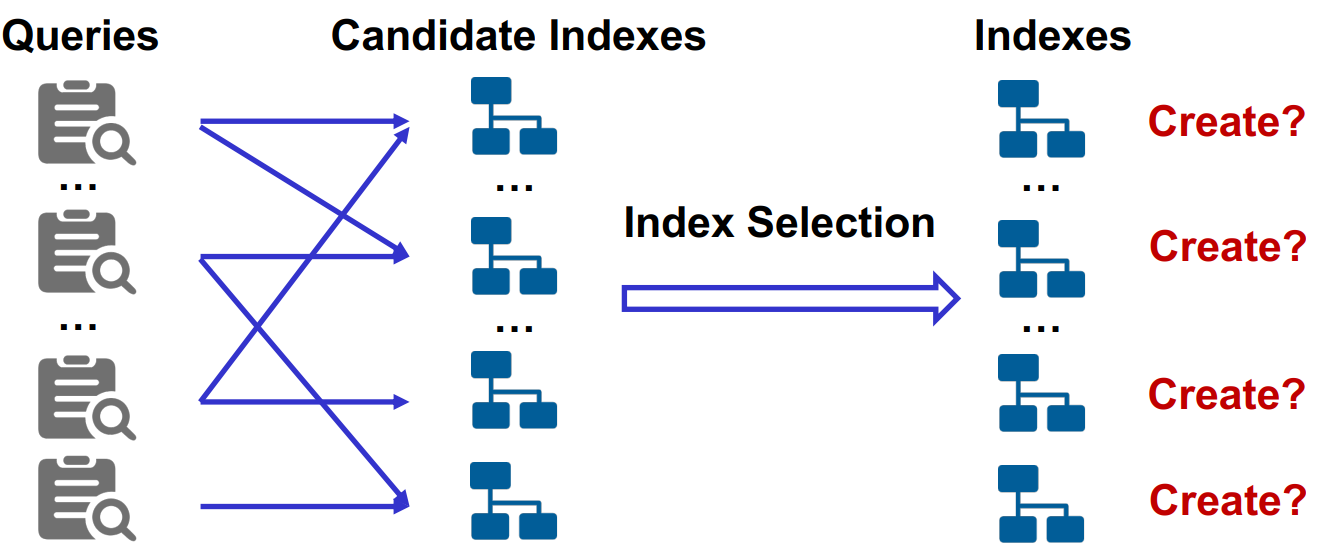 Queries
Candidate Indexes
Indexes
Create?
...
...
...
Index Selection
Create?
...
...
...
Create?
Create?